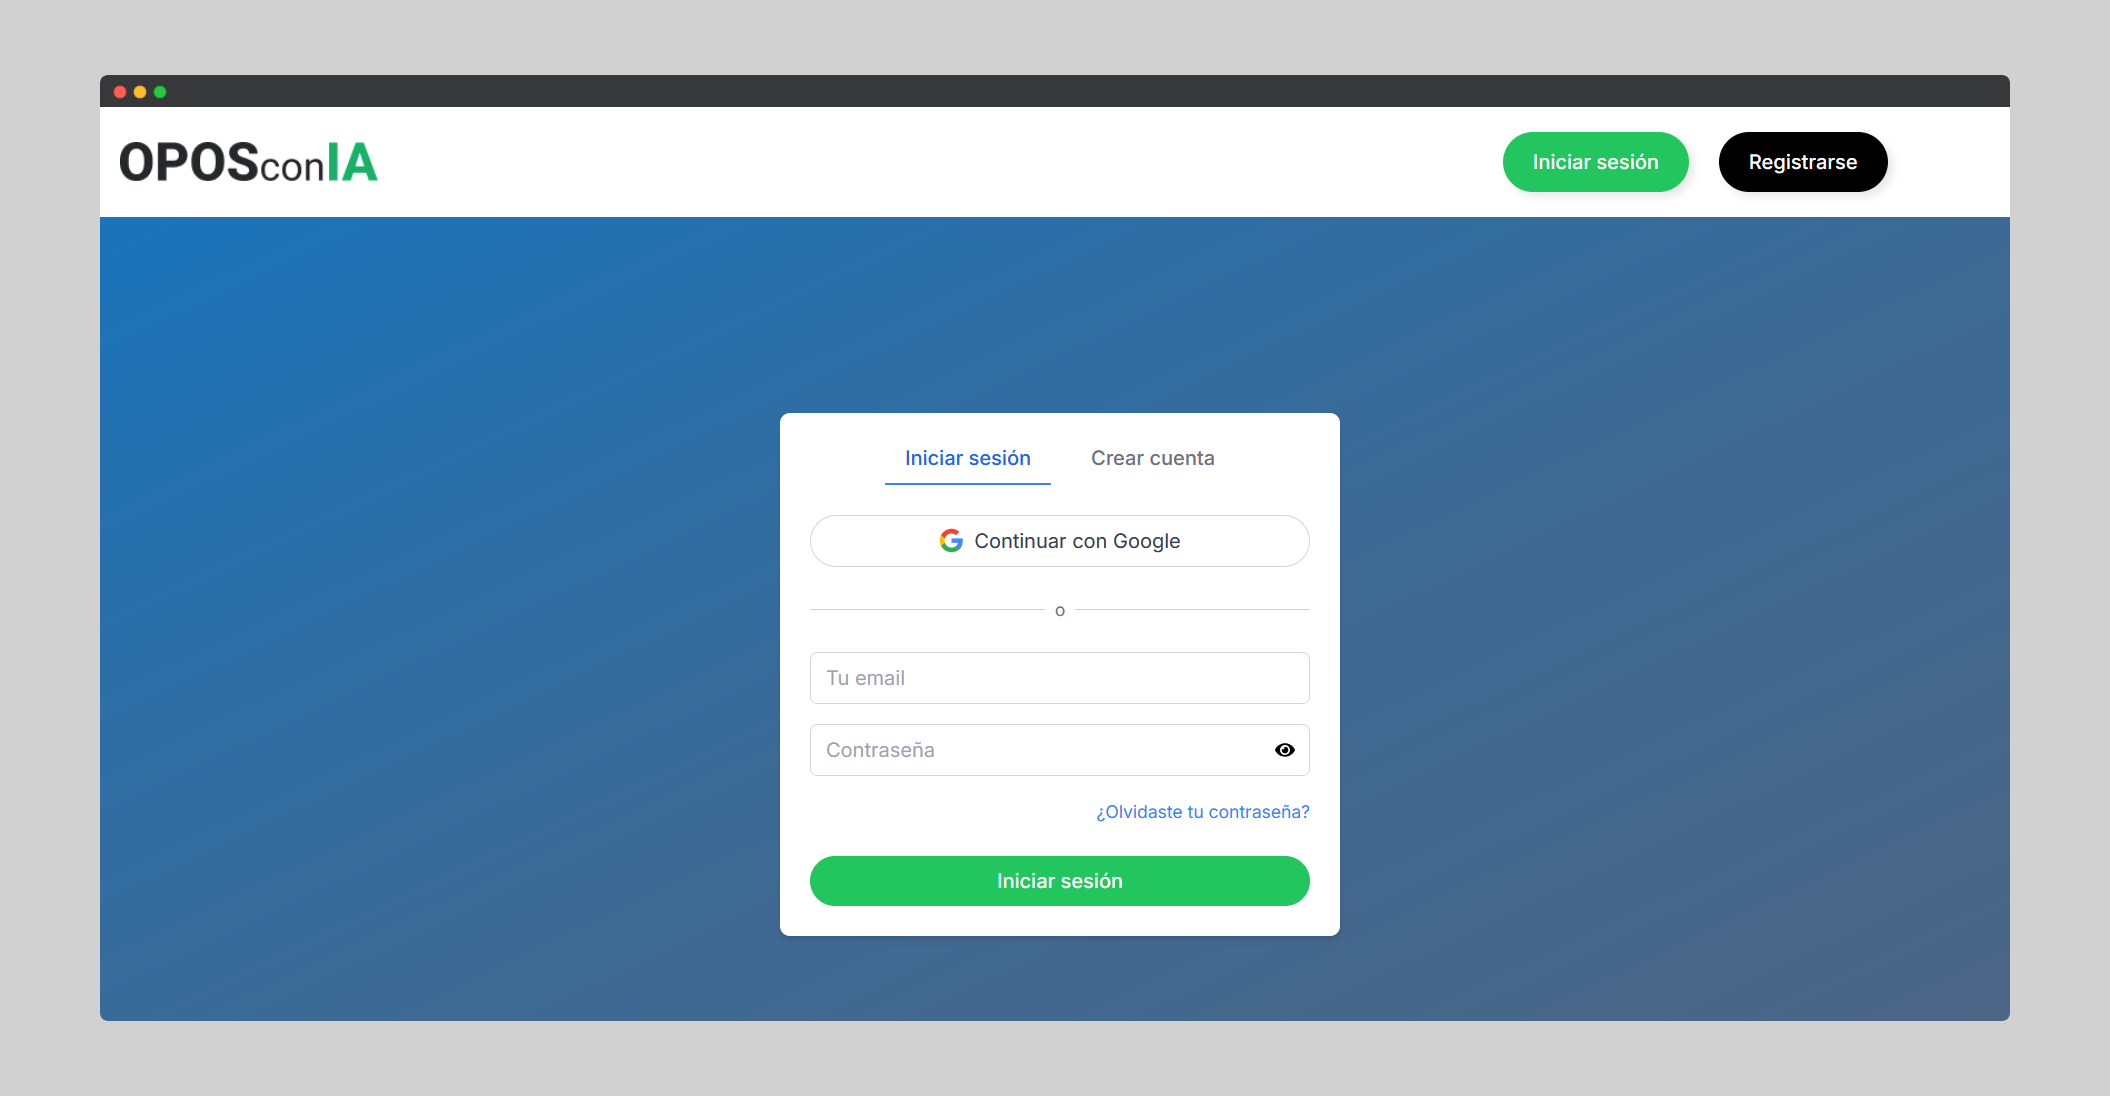 OPOSconIA
Iniciar sesión
Registrarse
Iniciar sesión
Crear cuenta
Continuar con Google
o
Tu email
Contraseña
¿Olvidaste tu contraseña?
Iniciar sesión